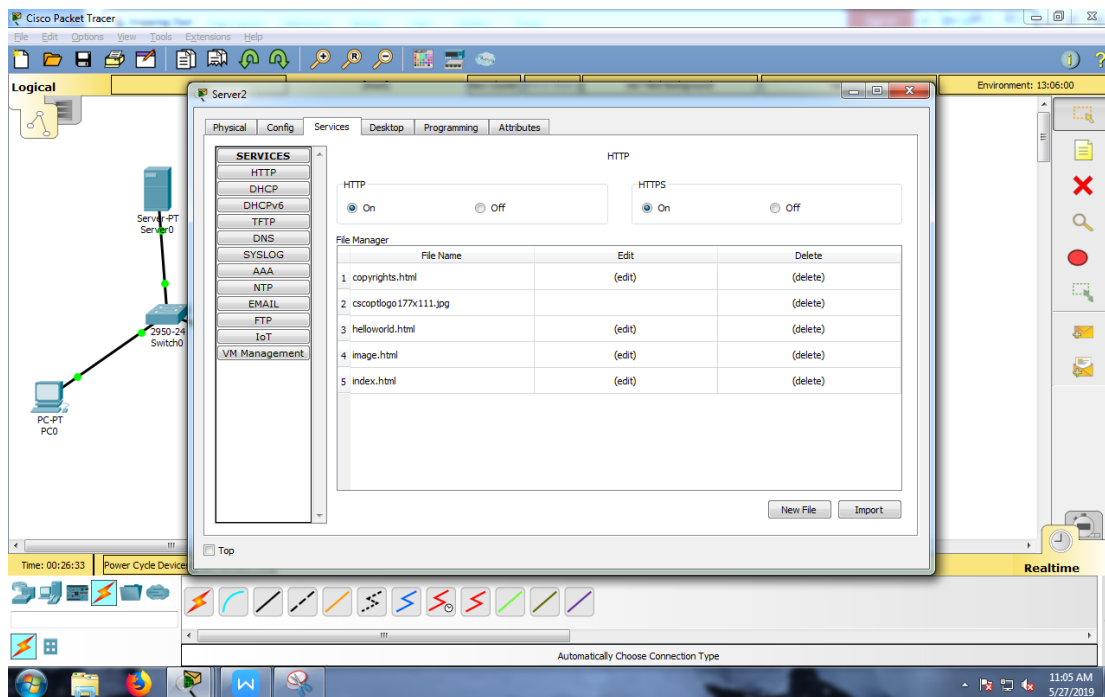 Cisco Packet Tracer
File Edit Options View Tools Extensions Help
Logical
Environment: 13:06:00
Server2
Physical Config Services Desktop Programming Attributes
SERVICES
HTTP
DHCP
DHCPv6
TFTP
DNS
SYSLOG
AAA
NTP
EMAIL
FTP
IoT
VM Management
HTTP
HTTP
On Off
HTTPS
On Off
File Manager
File Name Edit Delete
1 copyrights.html (edit) (delete)
2 cscoptlogo177x111.jpg (delete)
3 helloworld.html (edit) (delete)
4 image.html (edit) (delete)
5 index.html (edit) (delete)
New File Import
Top
Server-PT
Server0
2950-24
Switch0
PC-PT
PC0
Time: 00:26:33 Power Cycle Device
Realtime
Automatically Choose Connection Type
11:05 AM
5/27/2019